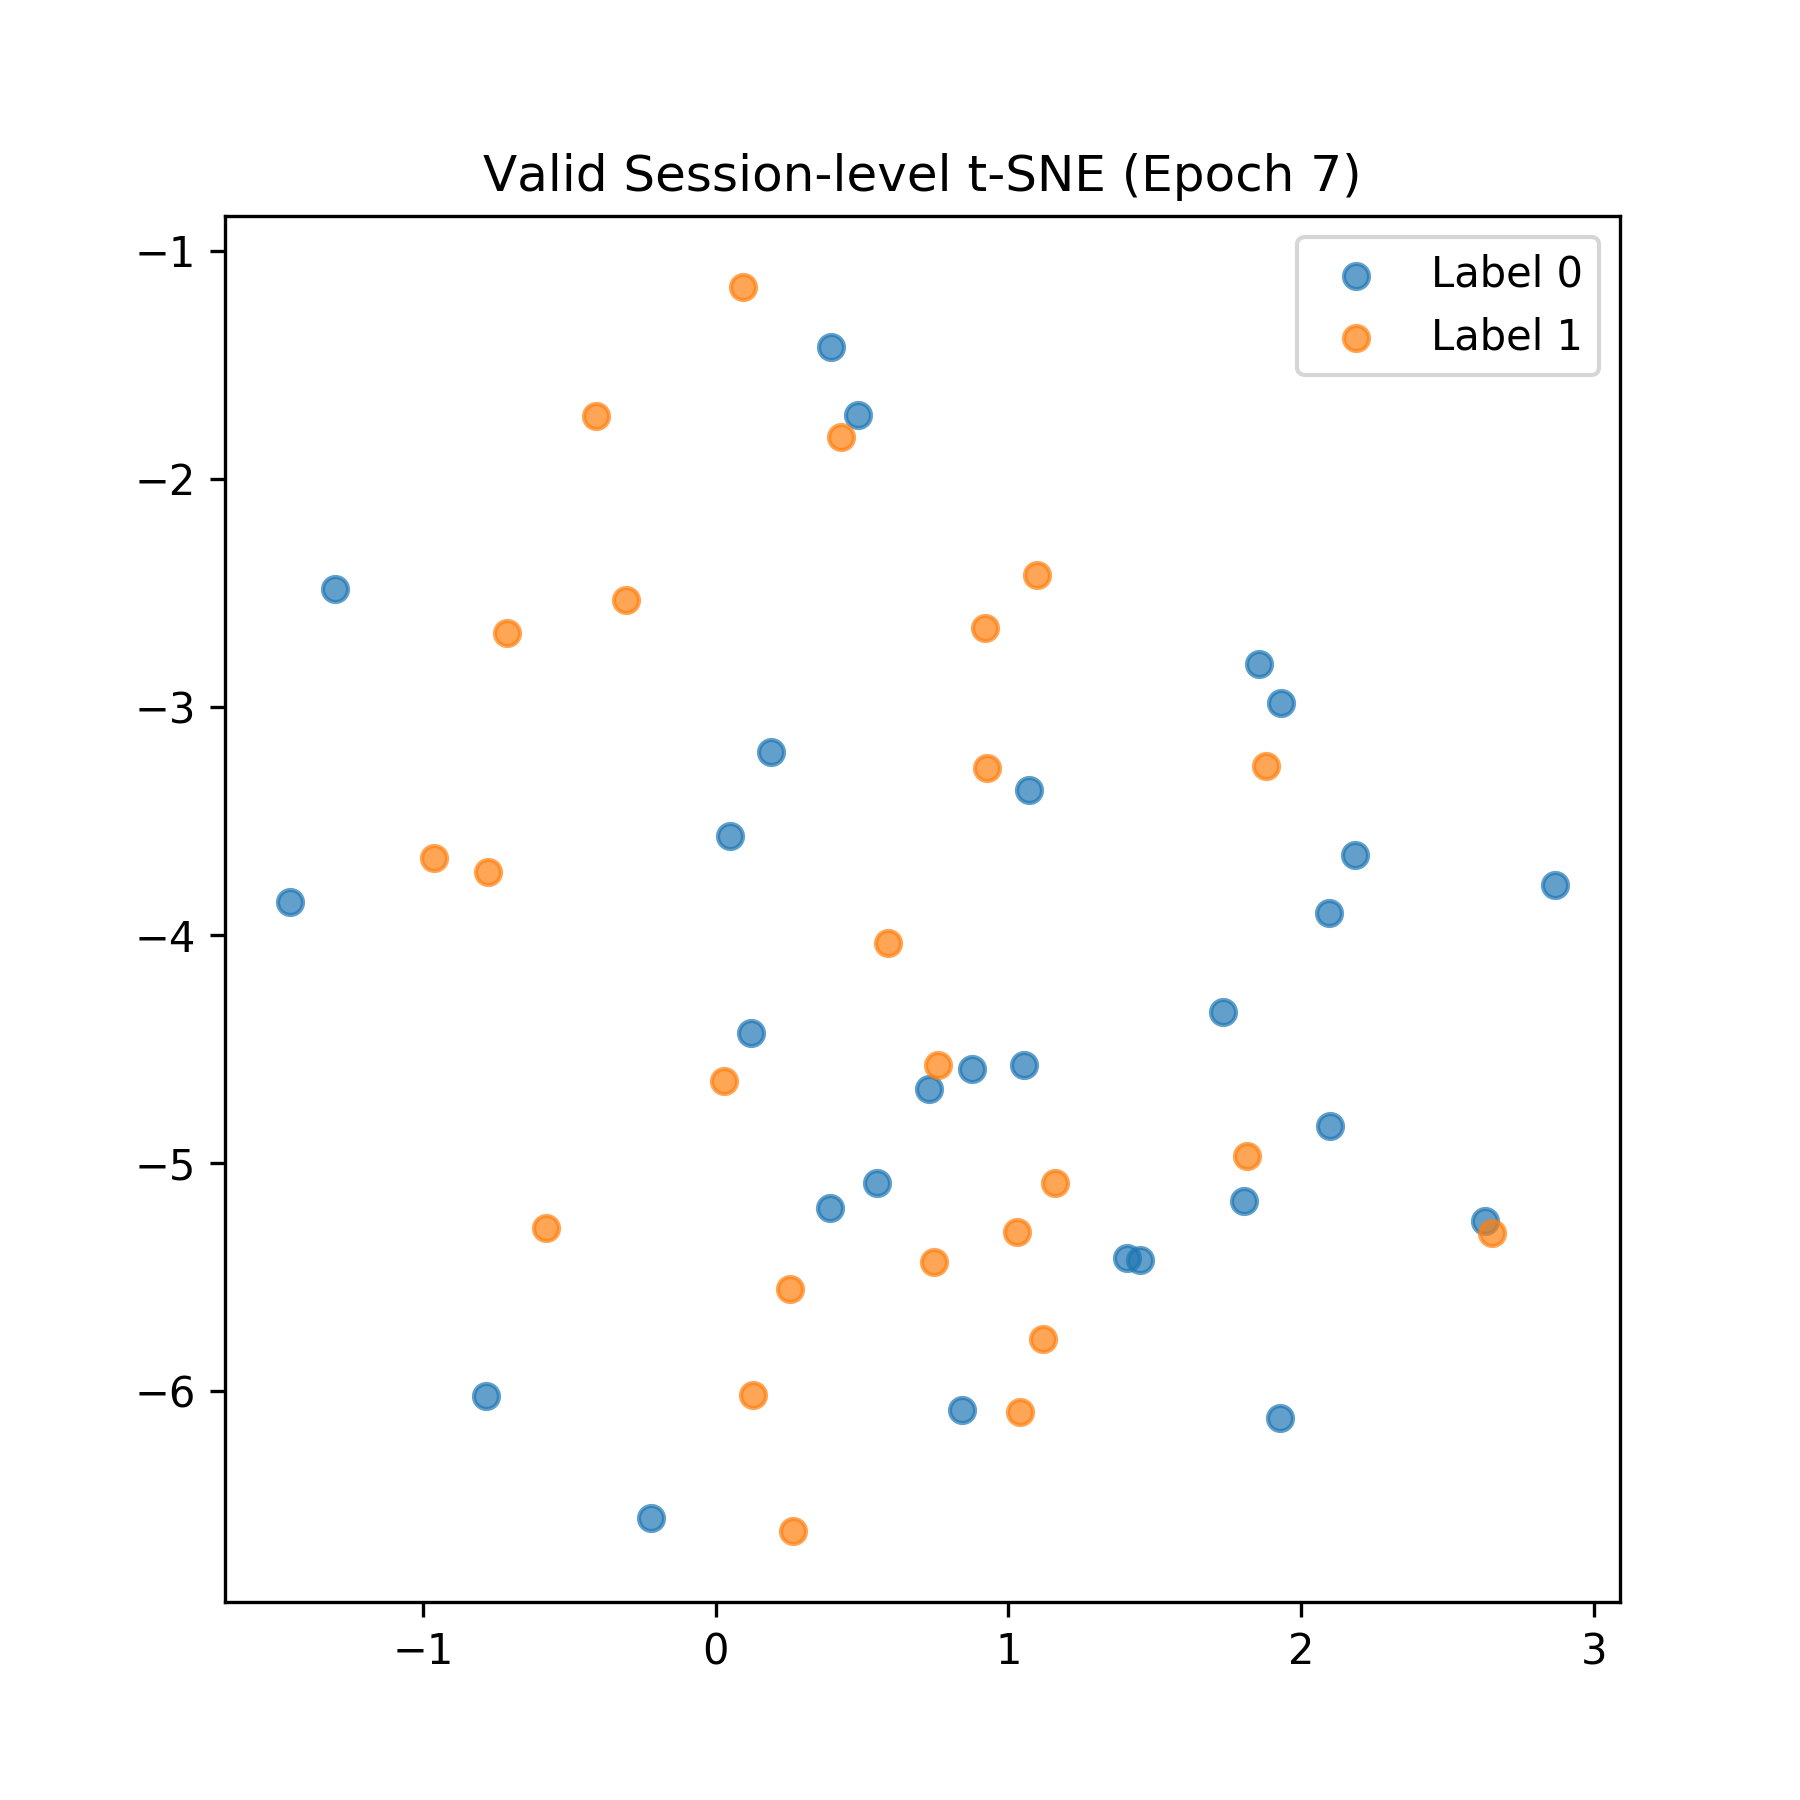 Valid Session-level t-SNE (Epoch 7)
Label 0
Label 1
−1
−2
−3
−4
−5
−6
−1 0 1 2 3